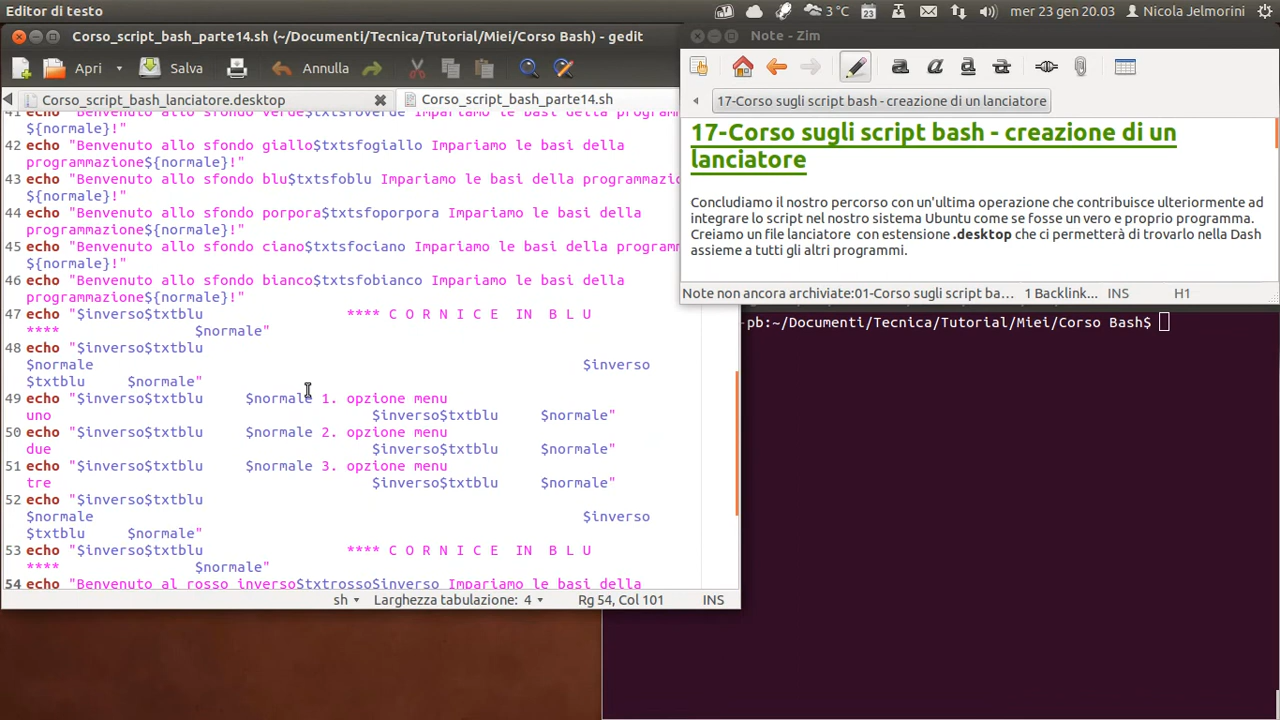 Editor di testo
3 °C
mer 23 gen 20.03
Nicola Jelmorini
Corso_script_bash_parte14.sh (~/Documenti/Tecnica/Tutorial/Miei/Corso Bash) - gedit
Apri
Salva
Annulla
Corso_script_bash_lanciatore.desktop
Corso_script_bash_parte14.sh
41 echo "Benvenuto allo sfondo verde$txtsfoverde Impariamo le basi della programm
${normale}!"
42 echo "Benvenuto allo sfondo giallo$txtsfogiallo Impariamo le basi della
programmazione${normale}!"
43 echo "Benvenuto allo sfondo blu$txtsfoblu Impariamo le basi della programmazio
${normale}!"
44 echo "Benvenuto allo sfondo porpora$txtsfoporpora Impariamo le basi della
programmazione${normale}!"
45 echo "Benvenuto allo sfondo ciano$txtsfociano Impariamo le basi della programm
${normale}!"
46 echo "Benvenuto allo sfondo bianco$txtsfobianco Impariamo le basi della
programmazione${normale}!"
47 echo "$inverso$txtblu **** C O R N I C E  I N  B L U
**** $normale"
48 echo "$inverso$txtblu
$normale $inverso
$txtblu $normale"
49 echo "$inverso$txtblu $normale 1. opzione menu
uno $inverso$txtblu $normale"
50 echo "$inverso$txtblu $normale 2. opzione menu
due $inverso$txtblu $normale"
51 echo "$inverso$txtblu $normale 3. opzione menu
tre $inverso$txtblu $normale"
52 echo "$inverso$txtblu
$normale $inverso
$txtblu $normale"
53 echo "$inverso$txtblu **** C O R N I C E  I N  B L U
**** $normale"
54 echo "Benvenuto al rosso inverso$txtrosso$inverso Impariamo le basi della
sh
Larghezza tabulazione: 4
Rg 54, Col 101
INS
Note - Zim
17-Corso sugli script bash - creazione di un lanciatore
17-Corso sugli script bash - creazione di un
lanciatore
Concludiamo il nostro percorso con un'ultima operazione che contribuisce ulteriormente ad
integrare lo script nel nostro sistema Ubuntu come se fosse un vero e proprio programma.
Creiamo un file lanciatore con estensione .desktop che ci permetterà di trovarlo nella Dash
assieme a tutti gli altri programmi.
Note non ancora archiviate:01-Corso sugli script ba...
1 Backlink...
INS
H1
-pb:~/Documenti/Tecnica/Tutorial/Miei/Corso Bash$